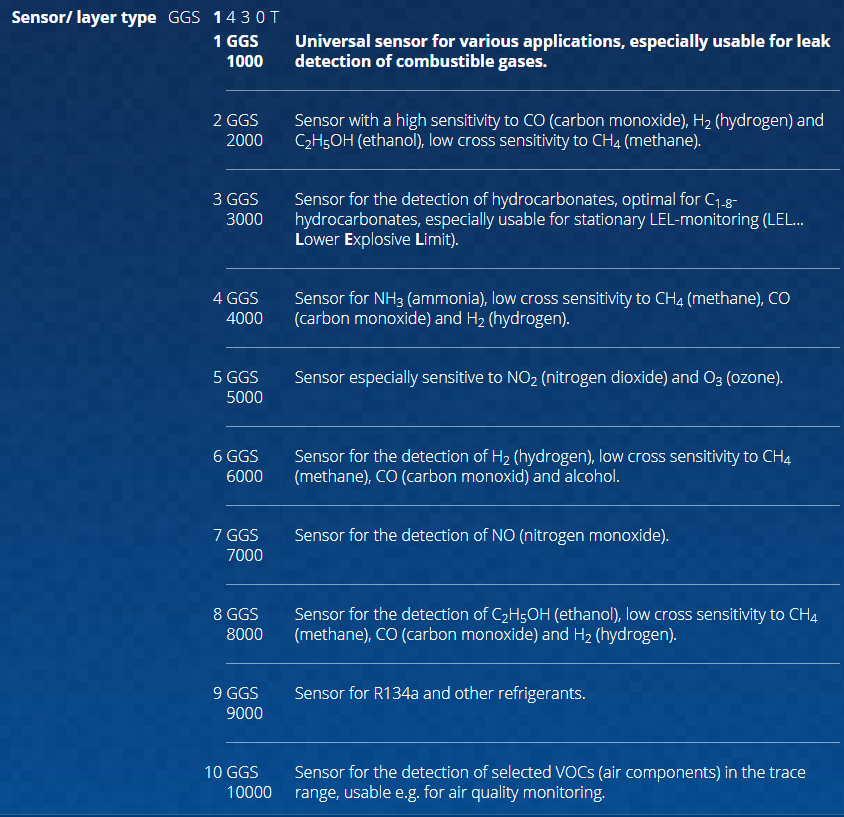 Sensor/ layer type GGS 1 4 3 0 T
1 GGS Universal sensor for various applications, especially usable for leak
1000 detection of combustible gases.
2 GGS Sensor with a high sensitivity to CO (carbon monoxide), H₂ (hydrogen) and
2000 C₂H₅OH (ethanol), low cross sensitivity to CH₄ (methane).
3 GGS Sensor for the detection of hydrocarbonates, optimal for C₁₋₈-
3000 hydrocarbonates, especially usable for stationary LEL-monitoring (LEL...
Lower Explosive Limit).
4 GGS Sensor for NH₃ (ammonia), low cross sensitivity to CH₄ (methane), CO
4000 (carbon monoxide) and H₂ (hydrogen).
5 GGS Sensor especially sensitive to NO₂ (nitrogen dioxide) and O₃ (ozone).
5000
6 GGS Sensor for the detection of H₂ (hydrogen), low cross sensitivity to CH₄
6000 (methane), CO (carbon monoxid) and alcohol.
7 GGS Sensor for the detection of NO (nitrogen monoxide).
7000
8 GGS Sensor for the detection of C₂H₅OH (ethanol), low cross sensitivity to CH₄
8000 (methane), CO (carbon monoxide) and H₂ (hydrogen).
9 GGS Sensor for R134a and other refrigerants.
9000
10 GGS Sensor for the detection of selected VOCs (air components) in the trace
10000 range, usable e.g. for air quality monitoring.